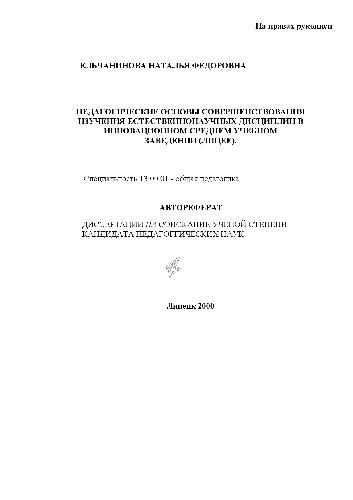 На правах рукописи
ЕЛЬЧАНИНОВА НАТАЛЬЯ ФЕДОРОВНА
ПЕДАГОГИЧЕСКИЕ ОСНОВЫ СОВЕРШЕНСТВОВАНИЯ
ИЗУЧЕНИЯ ЕСТЕСТВЕННОНАУЧНЫХ ДИСЦИПЛИН В
ИННОВАЦИОННОМ СРЕДНЕМ УЧЕБНОМ
ЗАВЕДЕНИИ (ЛИЦЕЕ).
Специальность 13.00.01 - общая педагогика
АВТОРЕФЕРАТ
ДИССЕРТАЦИИ НА СОИСКАНИЕ УЧЕНОЙ СТЕПЕНИ
КАНДИДАТА ПЕДАГОГИЧЕСКИХ НАУК
Липецк 2000